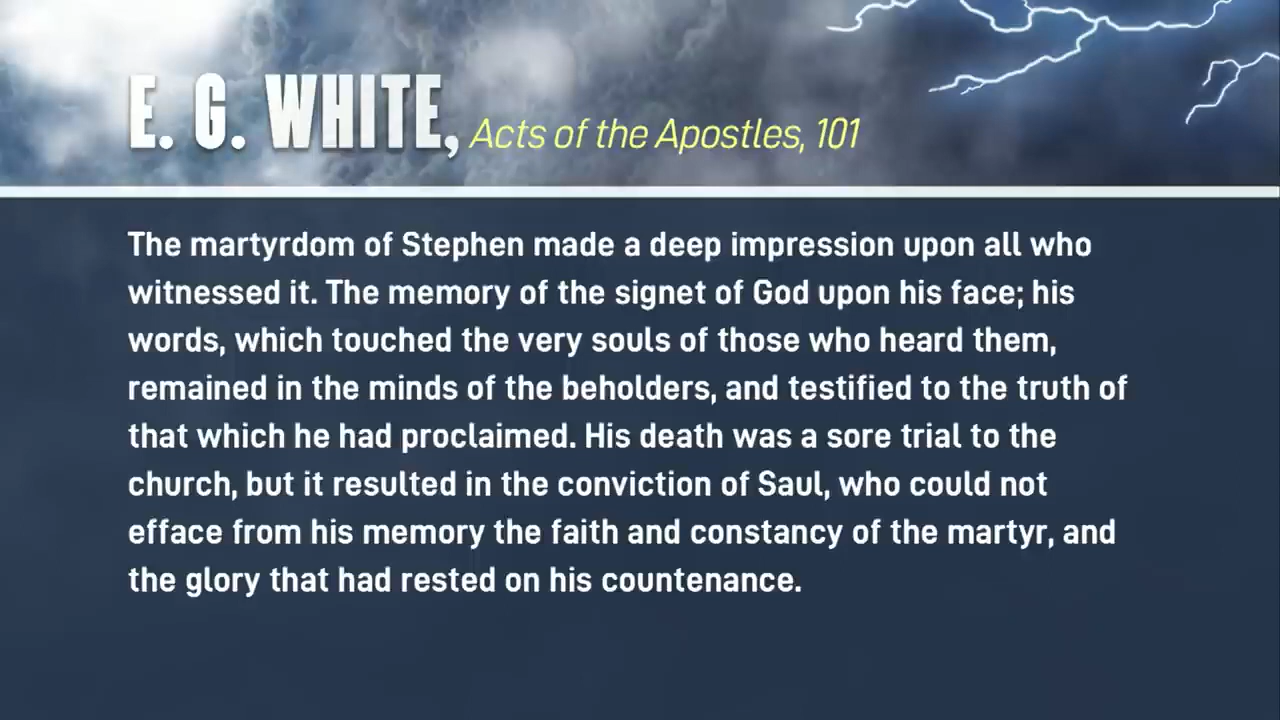 E. G. WHITE, Acts of the Apostles, 101
The martyrdom of Stephen made a deep impression upon all who
witnessed it. The memory of the signet of God upon his face; his
words, which touched the very souls of those who heard them,
remained in the minds of the beholders, and testified to the truth of
that which he had proclaimed. His death was a sore trial to the
church, but it resulted in the conviction of Saul, who could not
efface from his memory the faith and constancy of the martyr, and
the glory that had rested on his countenance.